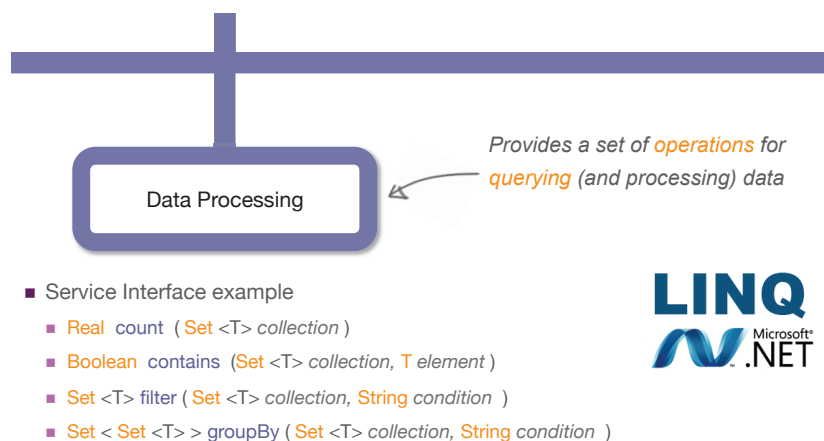 Provides a set of operations for
querying (and processing) data
Data Processing
■ Service Interface example
■ Real count ( Set <T> collection )
■ Boolean contains (Set <T> collection, T element )
■ Set <T> filter ( Set <T> collection, String condition )
■ Set < Set <T> > groupBy ( Set <T> collection, String condition )
LINQ
Microsoft®
.NET